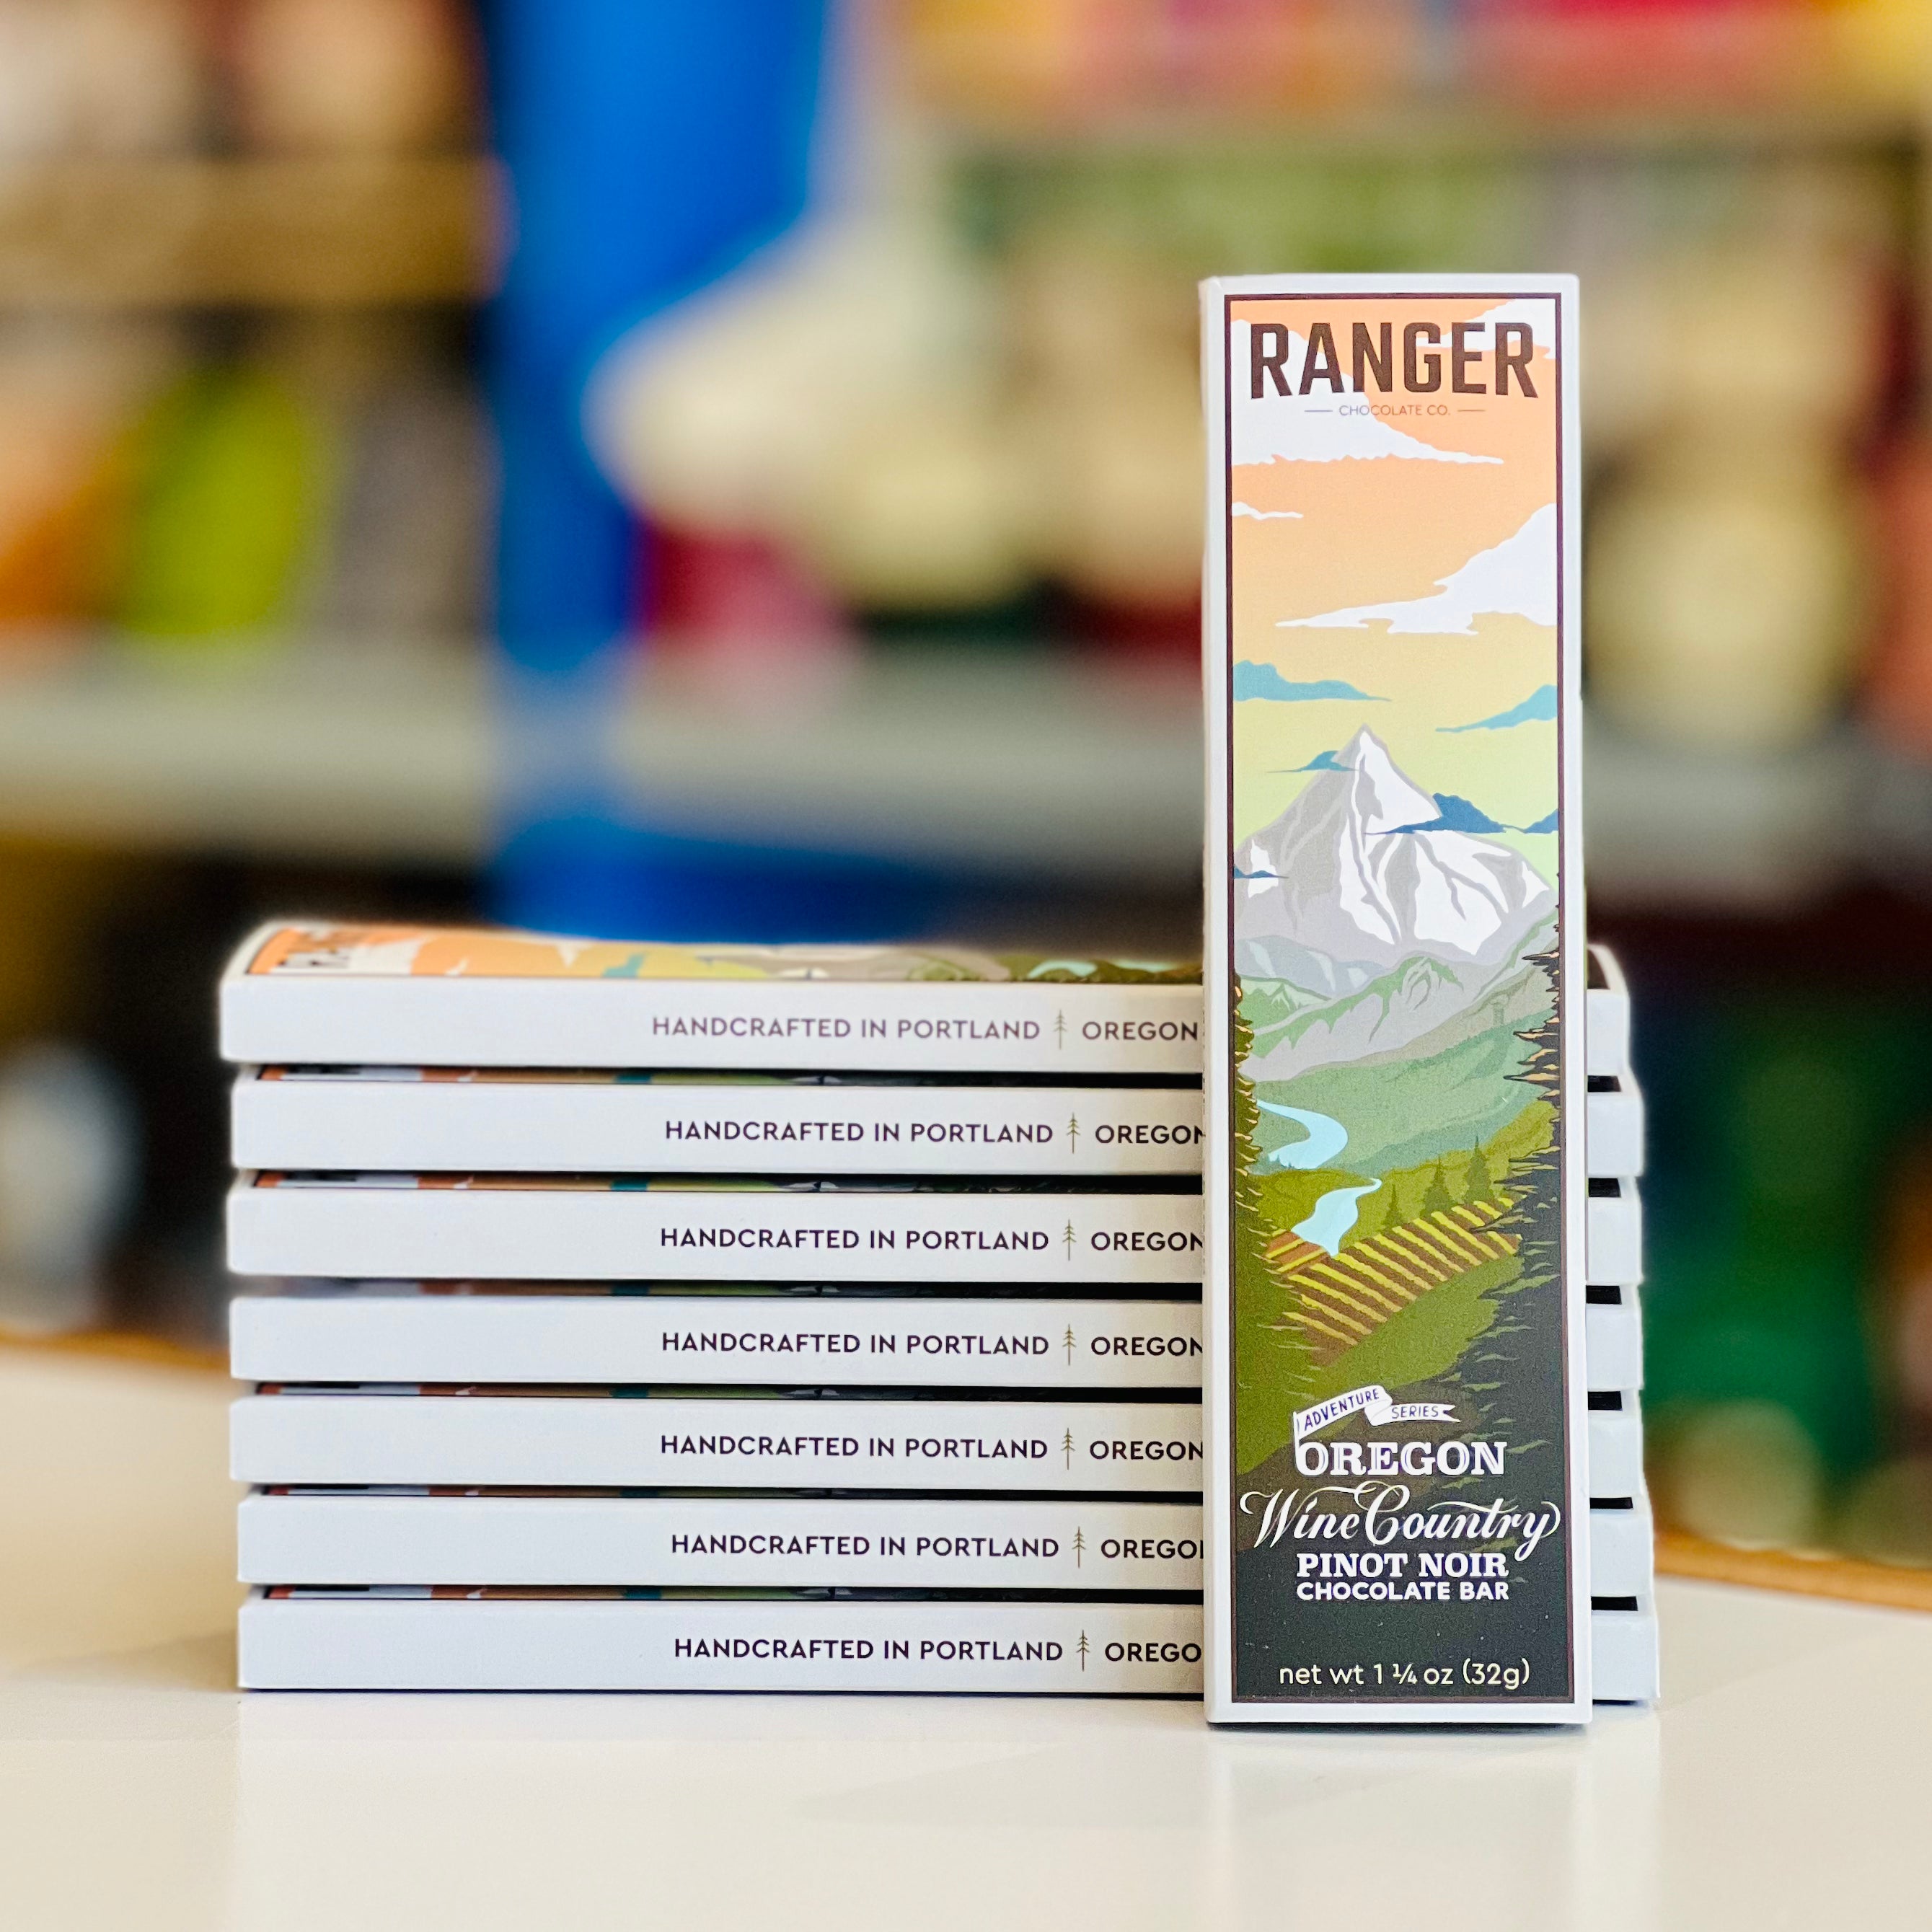 RANGER
CHOCOLATE CO.
HANDCRAFTED IN PORTLAND OREGON
HANDCRAFTED IN PORTLAND OREGON
HANDCRAFTED IN PORTLAND OREGON
HANDCRAFTED IN PORTLAND OREGON
HANDCRAFTED IN PORTLAND OREGON
HANDCRAFTED IN PORTLAND OREGO
HANDCRAFTED IN PORTLAND OREGO
ADVENTURE SERIES
OREGON
Wine Country
PINOT NOIR
CHOCOLATE BAR
net wt 1 ¼ oz (32g)